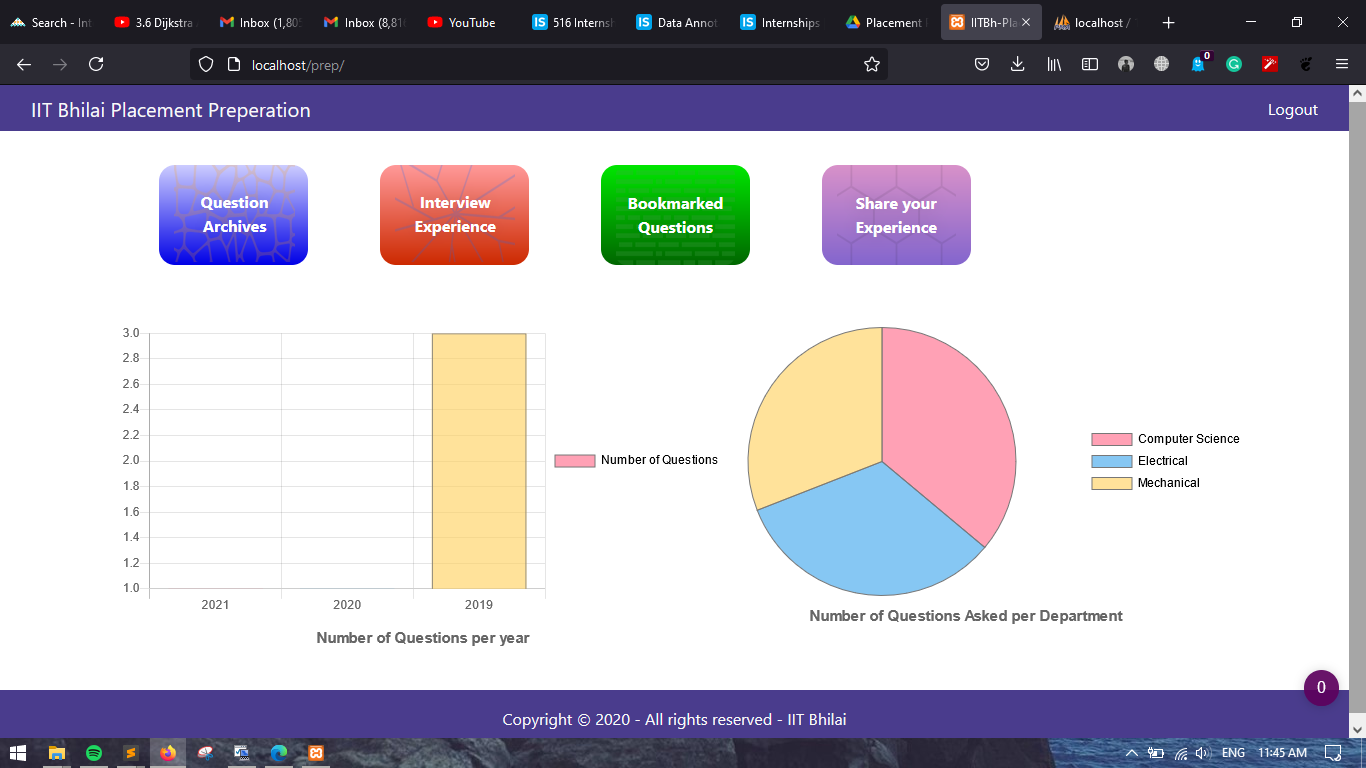 Search - Int
3.6 Dijkstra
Inbox (1,805
Inbox (8,816
YouTube
516 Internsh
Data Annot
Internships
Placement
IITBh-Pla
localhost /
localhost/prep/
0
IIT Bhilai Placement Preperation
Logout
Question
Archives
Interview
Experience
Bookmarked
Questions
Share your
Experience
3.0
2.8
2.6
2.4
2.2
2.0
1.8
1.6
1.4
1.2
1.0
2021
2020
2019
Number of Questions
Number of Questions per year
Computer Science
Electrical
Mechanical
Number of Questions Asked per Department
0
Copyright © 2020 - All rights reserved - IIT Bhilai
ENG
11:45 AM